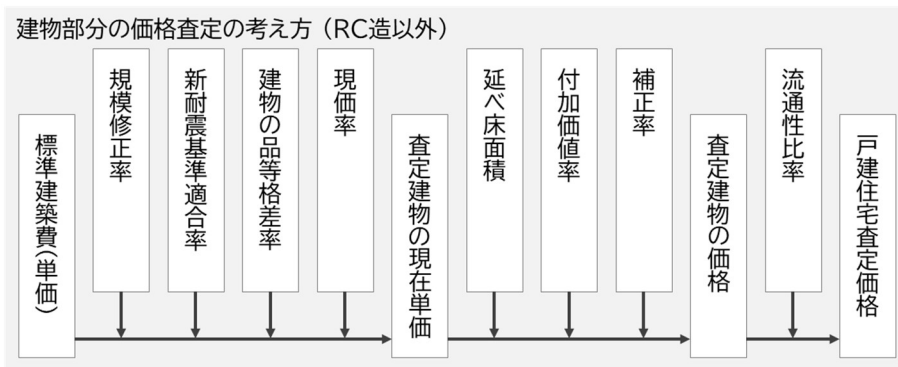 建物部分の価格査定の考え方（RC造以外）
標準建築費（単価）
規模修正率
新耐震基準適合率
建物の品等格差率
現価率
査定建物の現在単価
延べ床面積
付加価値率
補正率
査定建物の価格
流通性比率
戸建住宅査定価格